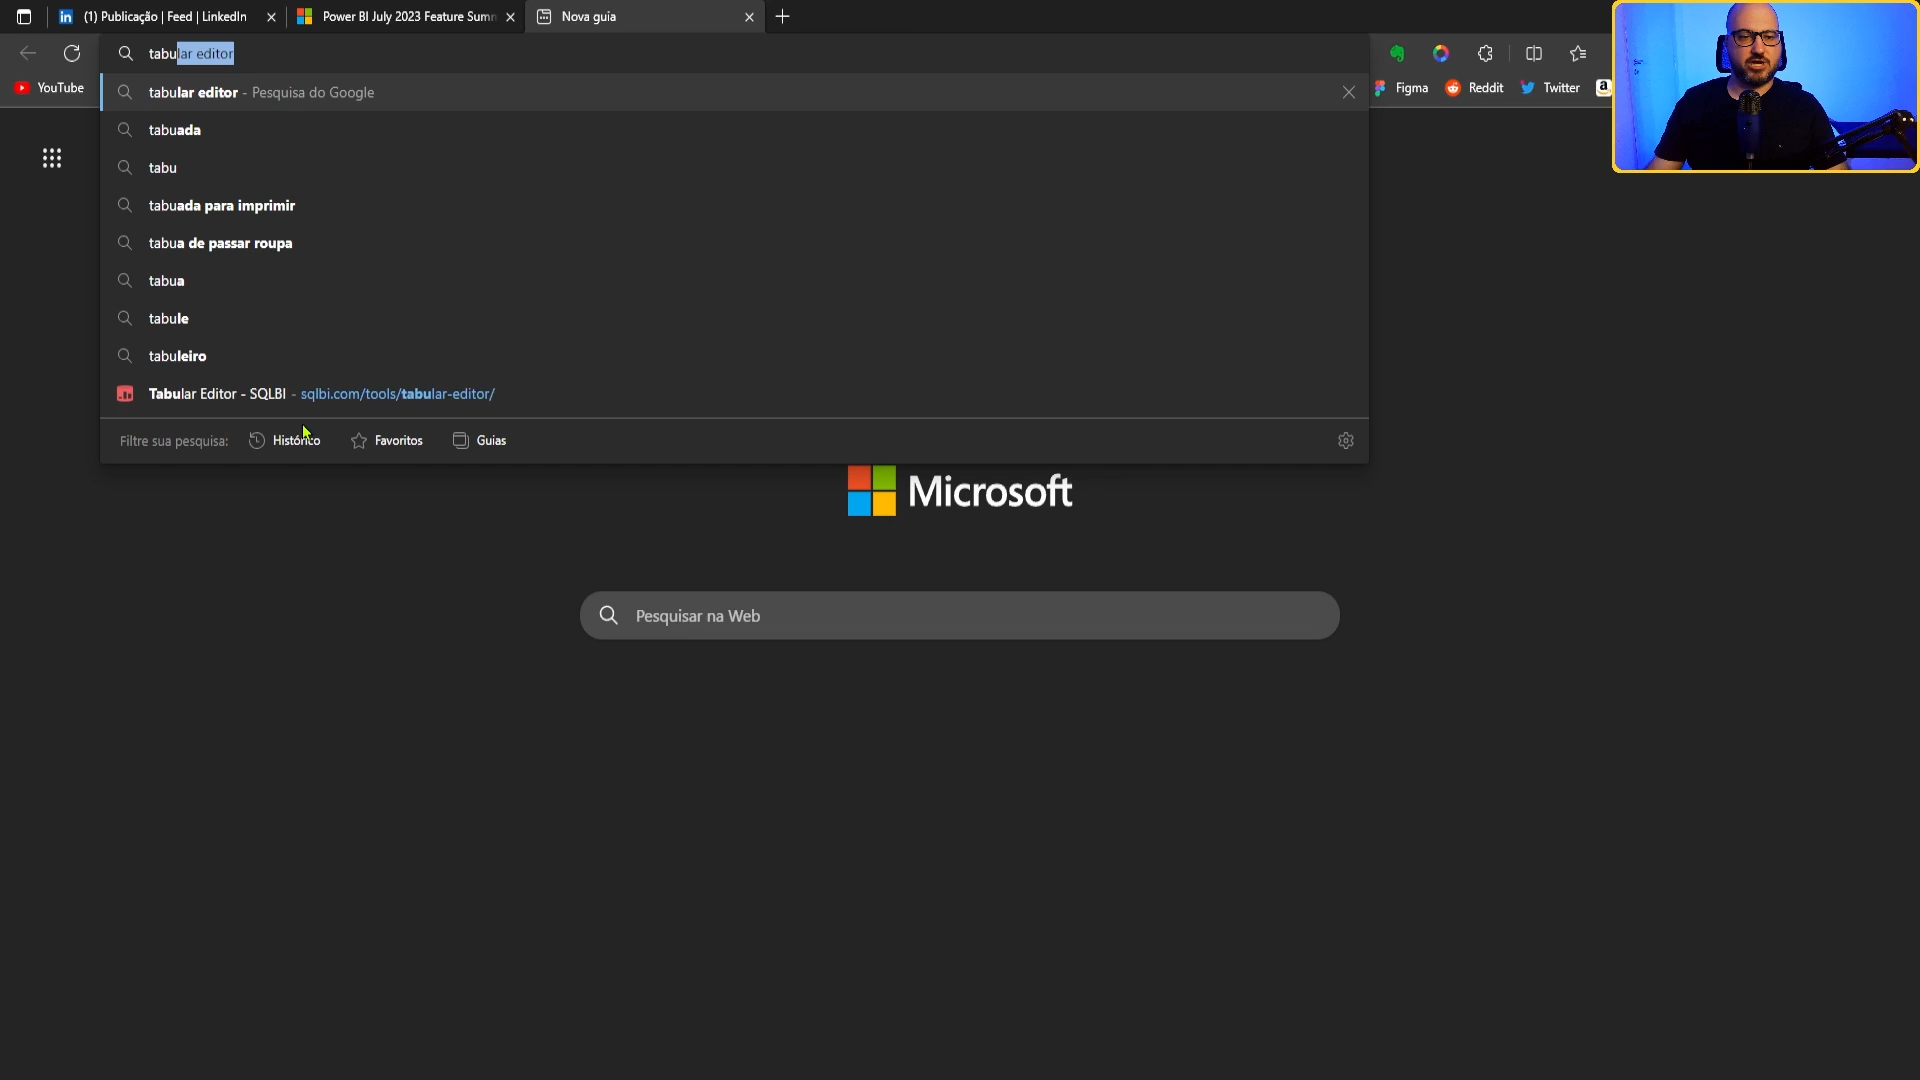 (1) Publicação | Feed | LinkedIn
Power BI July 2023 Feature Sum
Nova guia
tabular editor
YouTube
Figma
Reddit
Twitter
tabular editor - Pesquisa do Google
tabuada
tabu
tabuada para imprimir
tabua de passar roupa
tabua
tabule
tabuleiro
Tabular Editor - SQLBI - sqlbi.com/tools/tabular-editor/
Filtre sua pesquisa:
Histórico
Favoritos
Guias
Microsoft
Pesquisar na Web